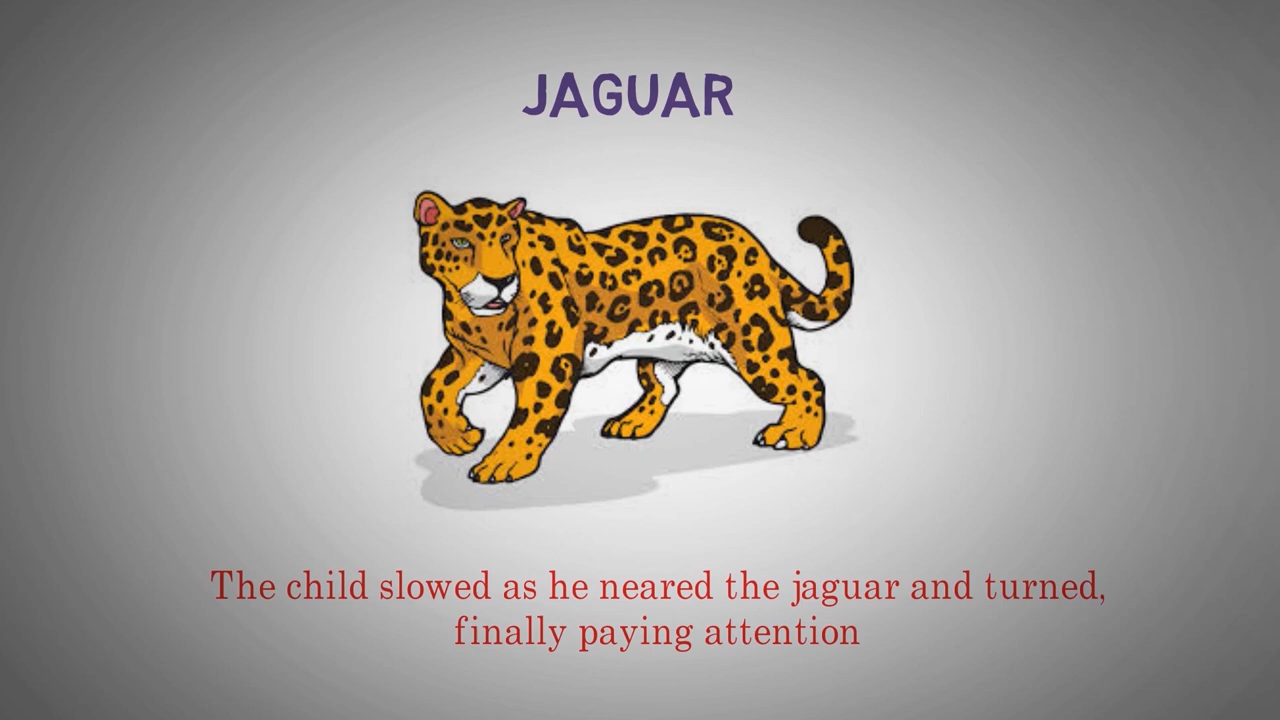 JAGUAR
The child slowed as he neared the jaguar and turned,
finally paying attention